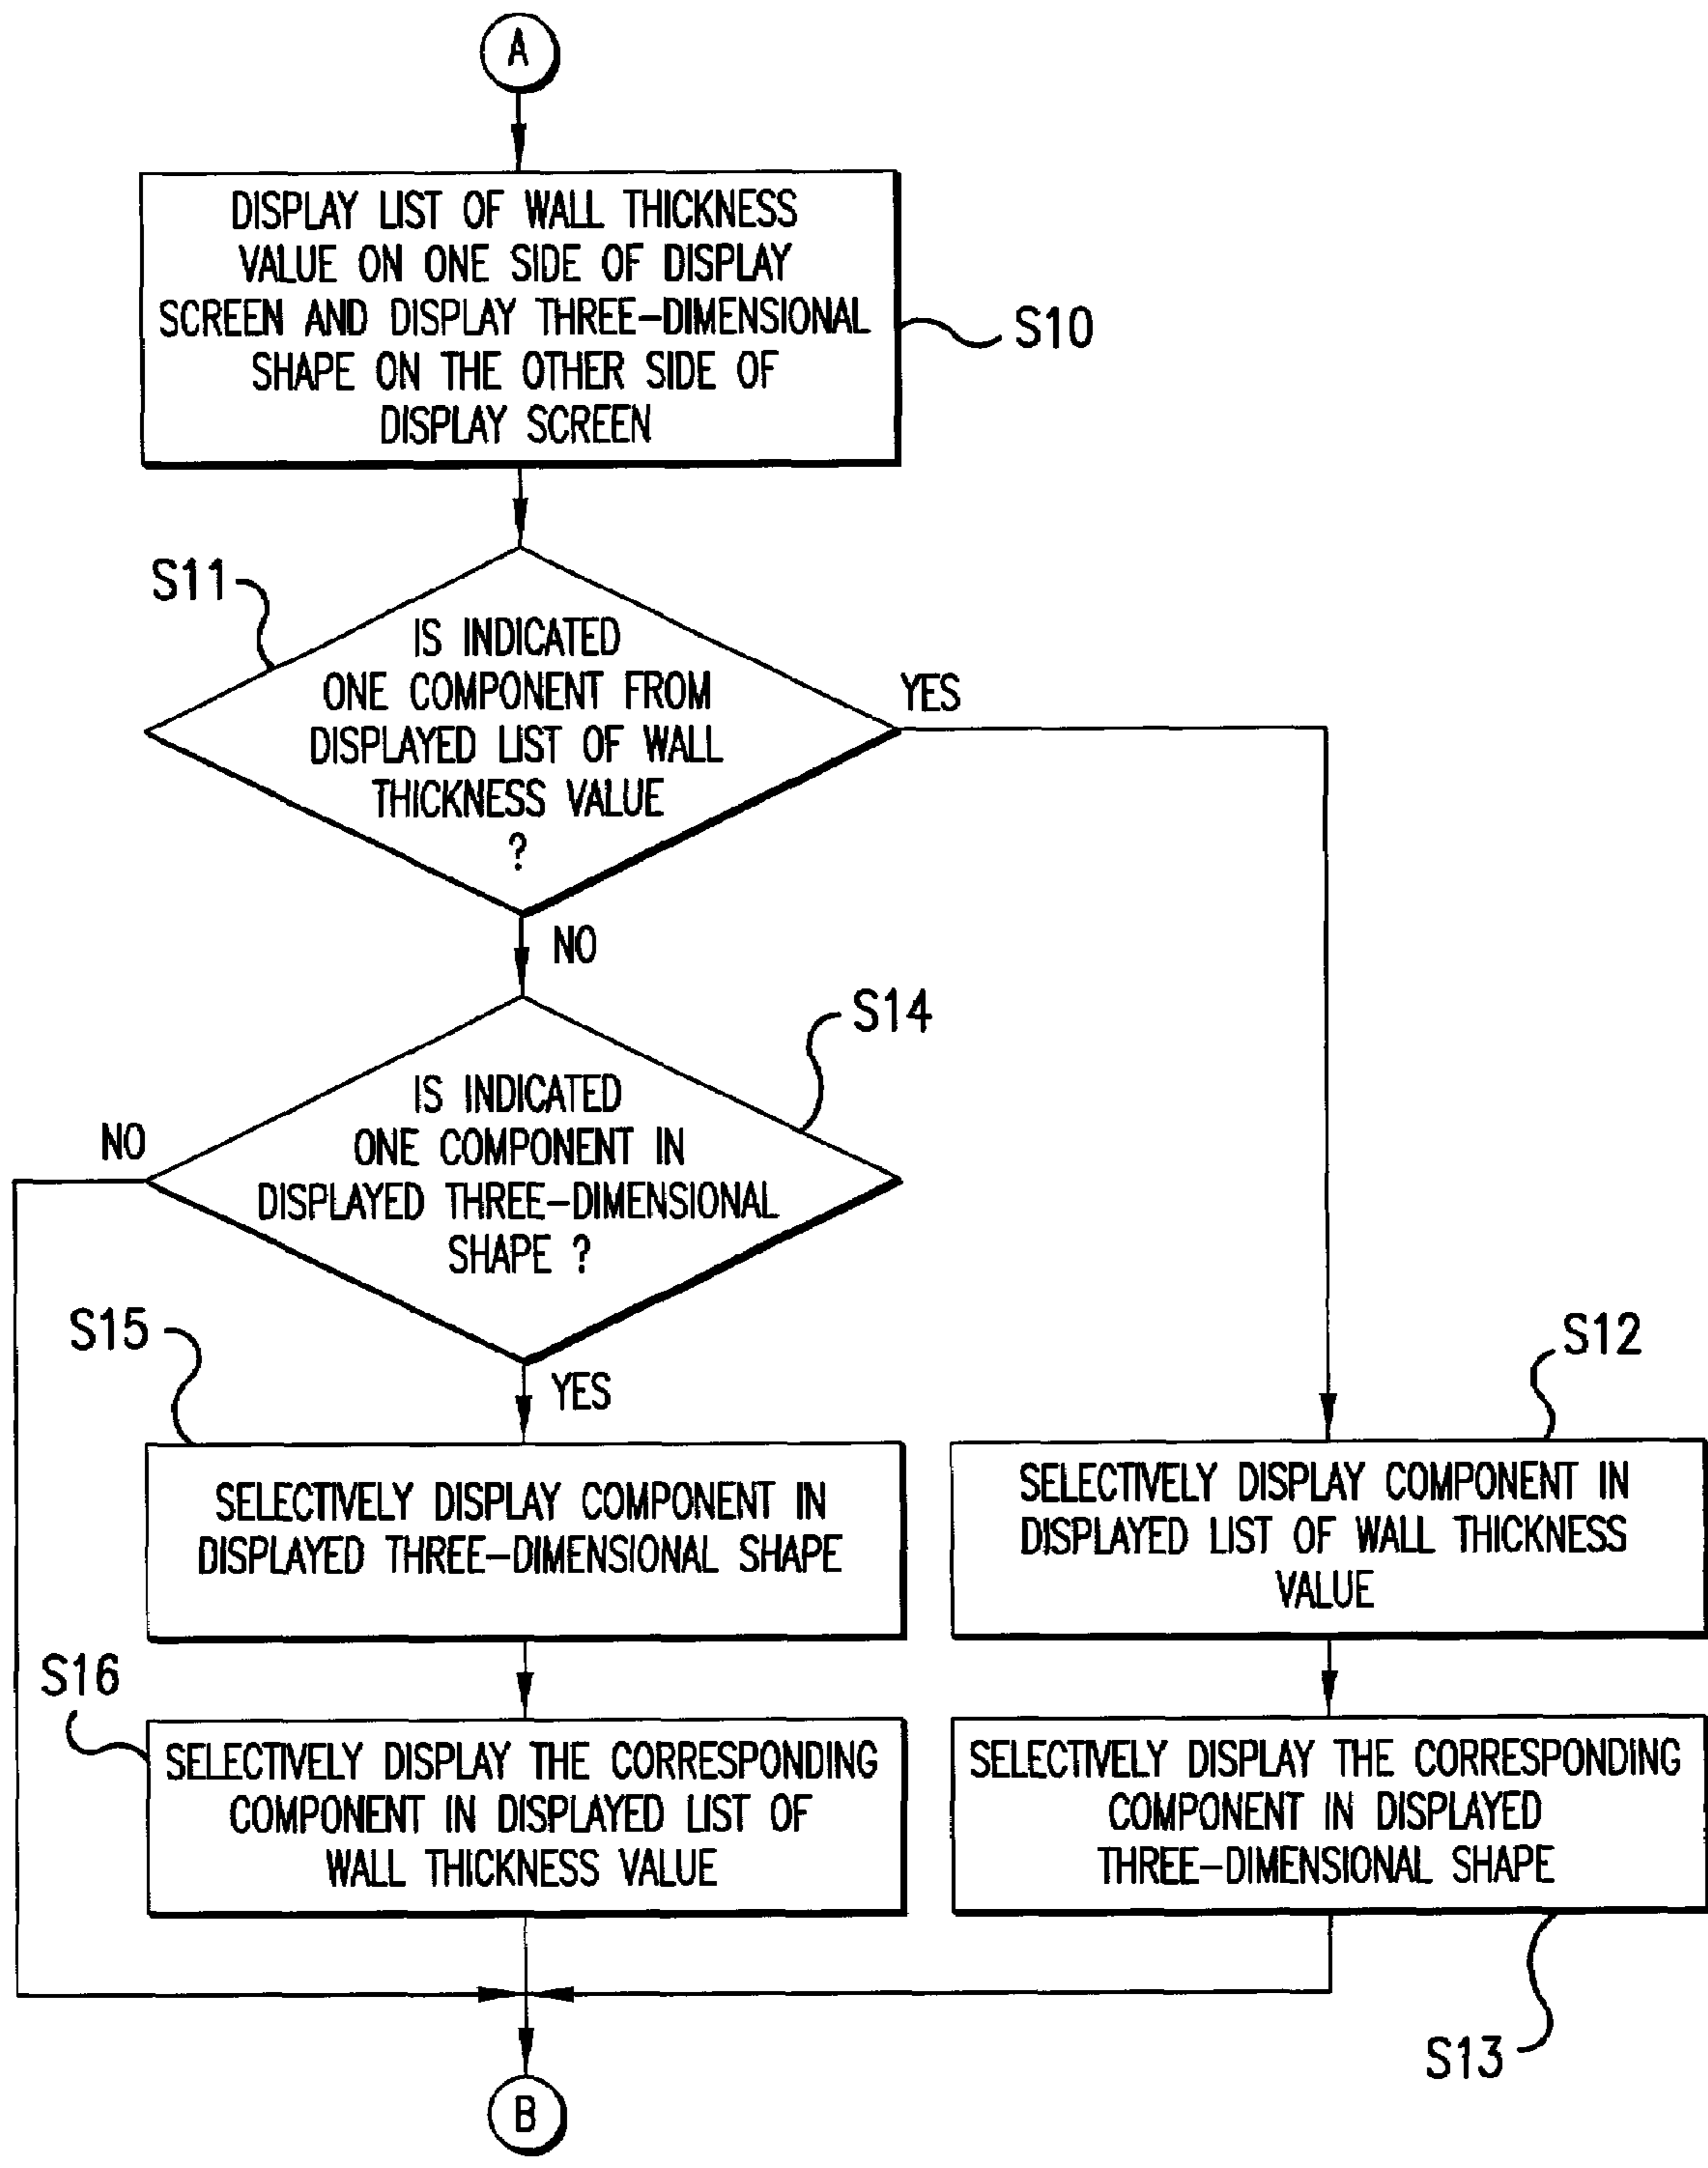 A
DISPLAY LIST OF WALL THICKNESS
VALUE ON ONE SIDE OF DISPLAY
SCREEN AND DISPLAY THREE-DIMENSIONAL
SHAPE ON THE OTHER SIDE OF
DISPLAY SCREEN
S10
S11
IS INDICATED
ONE COMPONENT FROM
DISPLAYED LIST OF WALL
THICKNESS VALUE
?
YES
NO
S14
IS INDICATED
ONE COMPONENT IN
DISPLAYED THREE-DIMENSIONAL
SHAPE ?
NO
YES
S15
SELECTIVELY DISPLAY COMPONENT IN
DISPLAYED THREE-DIMENSIONAL SHAPE
S12
SELECTIVELY DISPLAY COMPONENT IN
DISPLAYED LIST OF WALL THICKNESS
VALUE
S16
SELECTIVELY DISPLAY THE CORRESPONDING
COMPONENT IN DISPLAYED LIST OF
WALL THICKNESS VALUE
SELECTIVELY DISPLAY THE CORRESPONDING
COMPONENT IN DISPLAYED
THREE-DIMENSIONAL SHAPE
S13
B